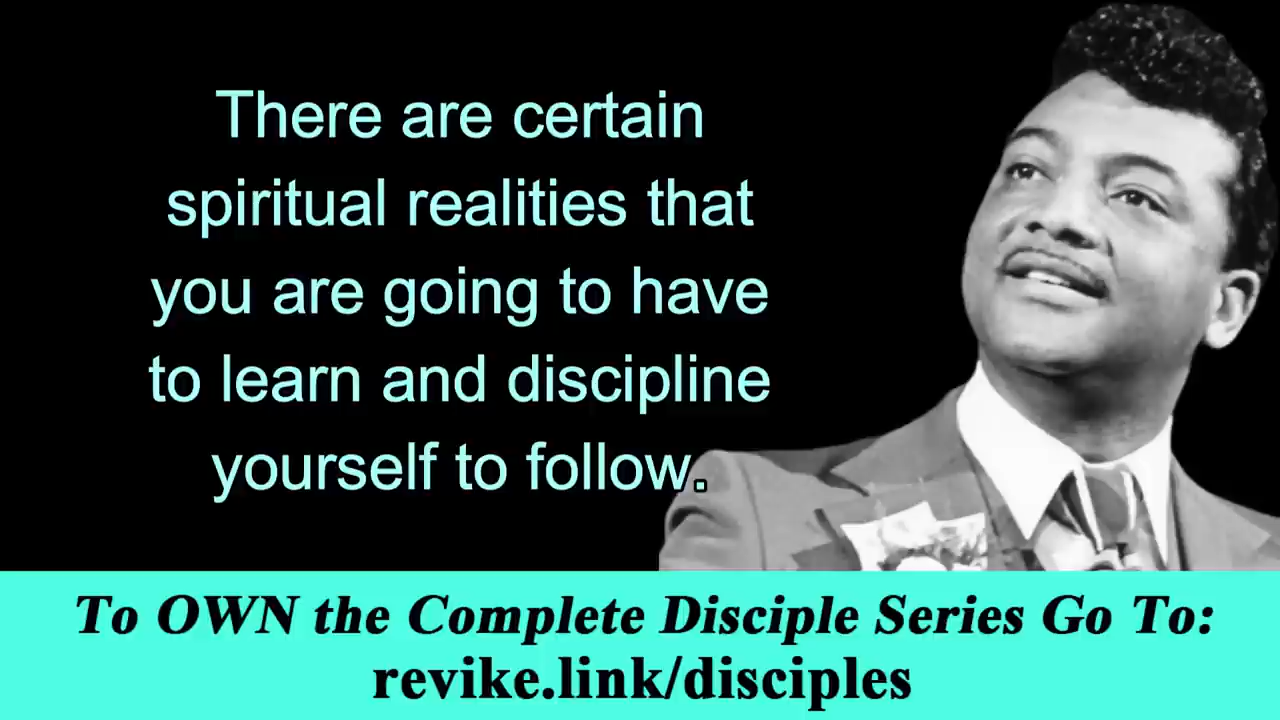 There are certain
spiritual realities that
you are going to have
to learn and discipline
yourself to follow.
To OWN the Complete Disciple Series Go To:
revike.link/disciples